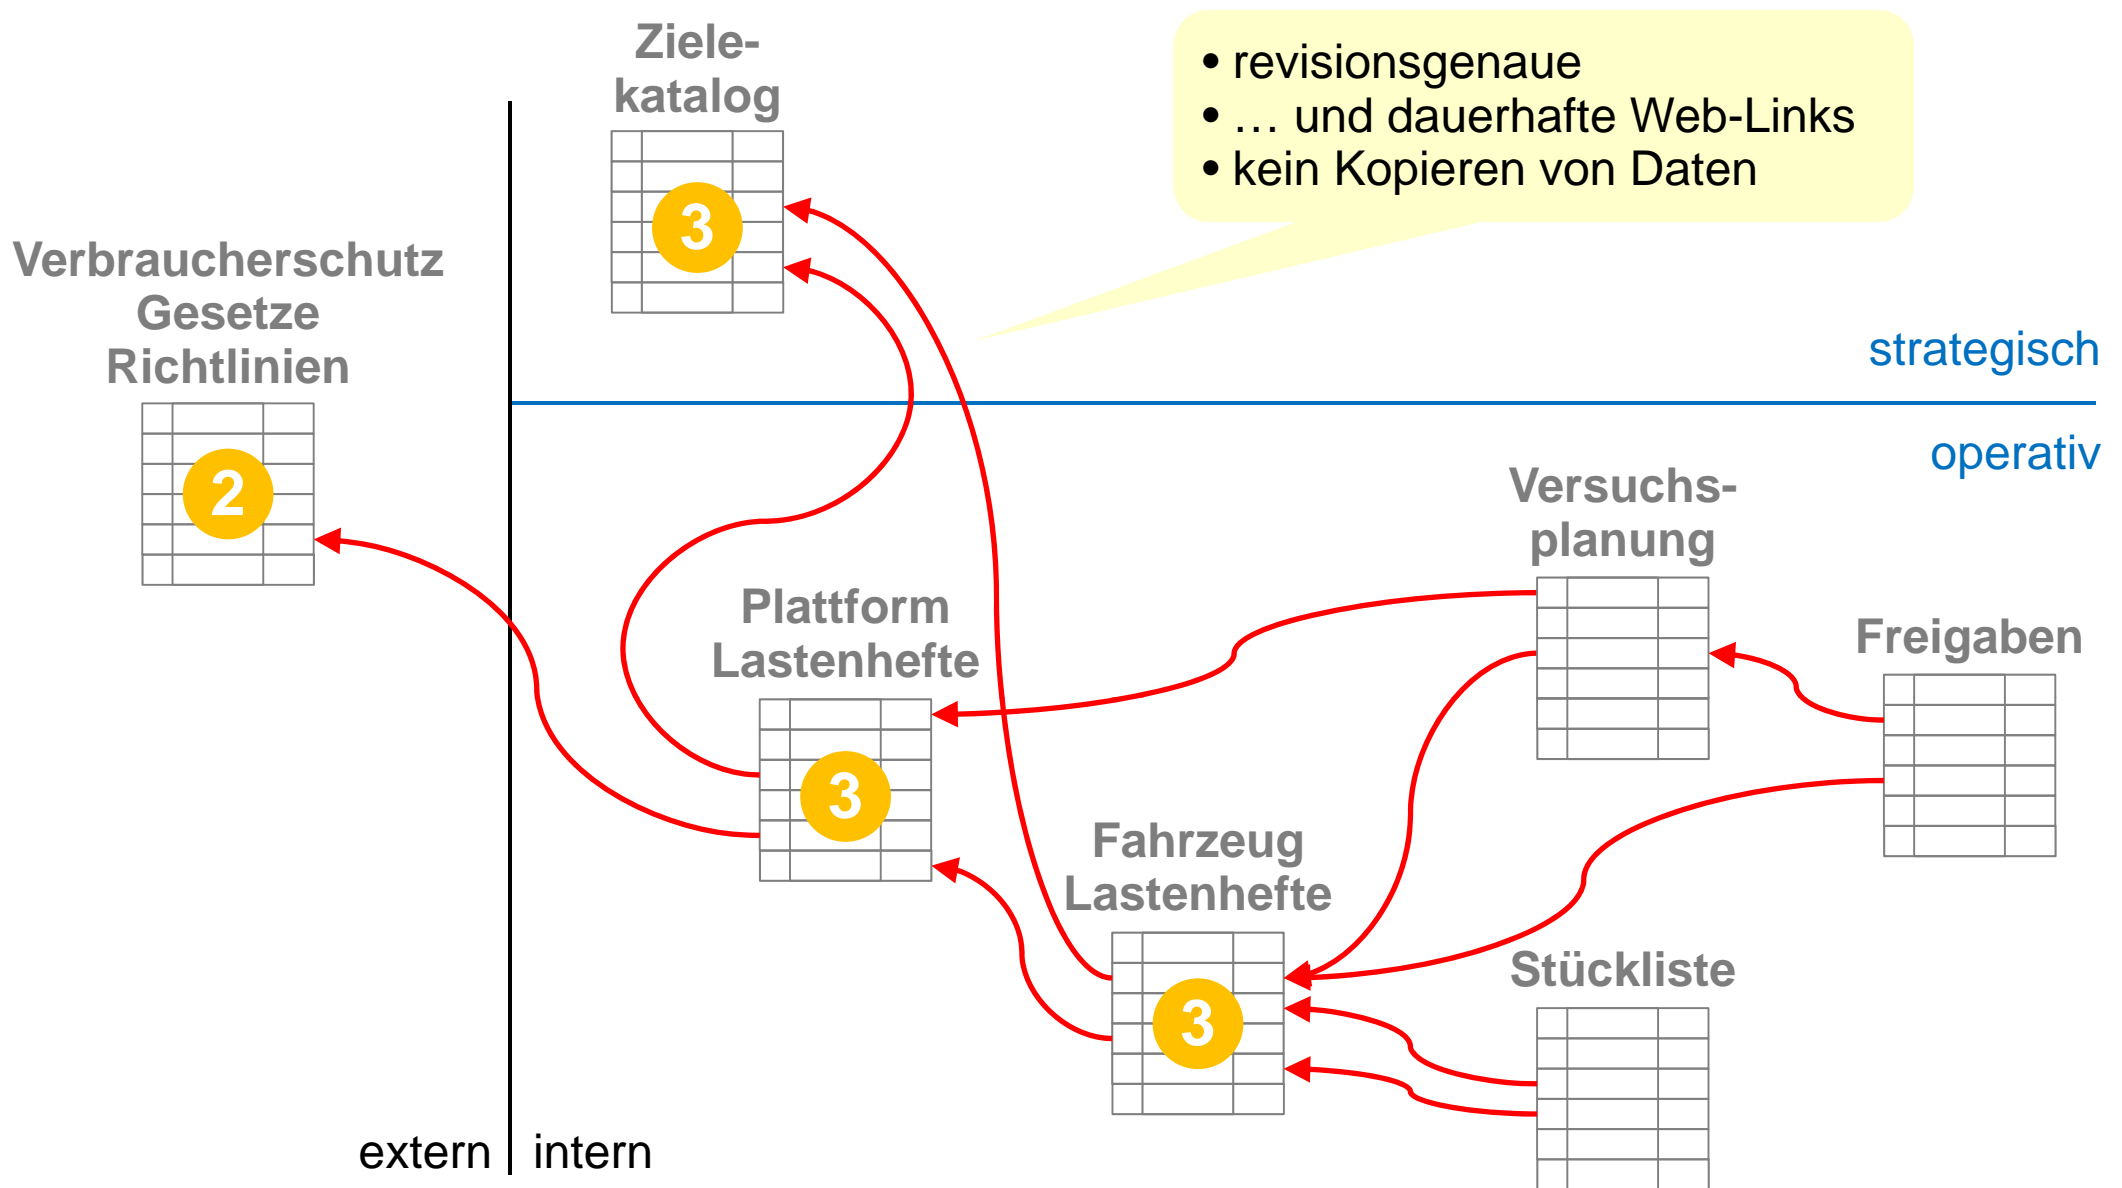 Ziele-
katalog
3
• revisionsgenaue
• … und dauerhafte Web-Links
• kein Kopieren von Daten
Verbraucherschutz
Gesetze
Richtlinien
2
strategisch
operativ
Versuchs-
planung
Plattform
Lastenhefte
3
Freigaben
Fahrzeug
Lastenhefte
3
Stückliste
extern
intern